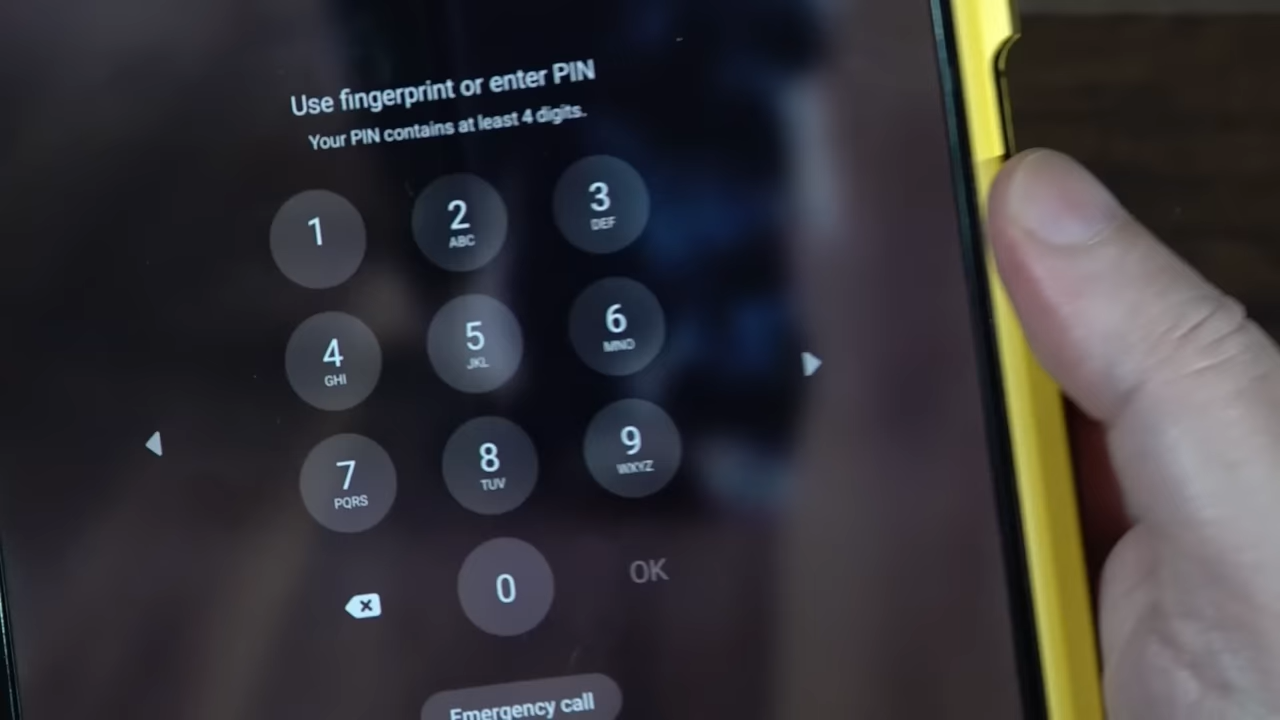 Use fingerprint or enter PIN
Your PIN contains at least 4 digits.
1 2 3
ABC DEF
4 5 6
GHI JKL MNO
7 8 9
PQRS TUV WXYZ
0 OK
Emergency call